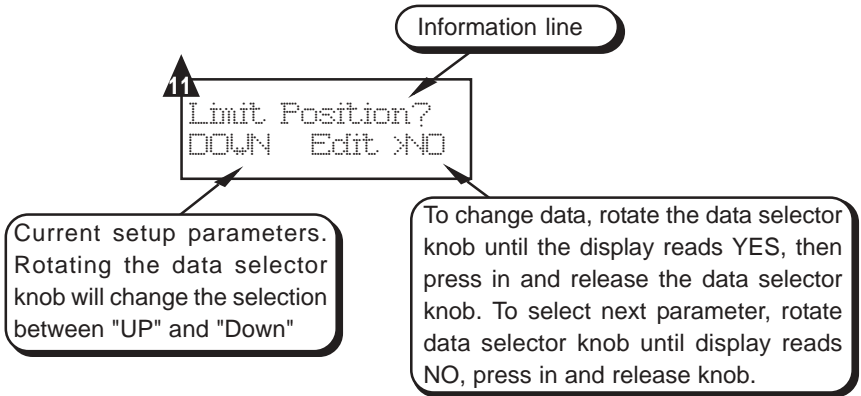 Information line
11
Limit Position?
DOWN Edit >NO
Current setup parameters.
Rotating the data selector
knob will change the selection
between "UP" and "Down"
To change data, rotate the data selector
knob until the display reads YES, then
press in and release the data selector
knob. To select next parameter, rotate
data selector knob until display reads
NO, press in and release knob.